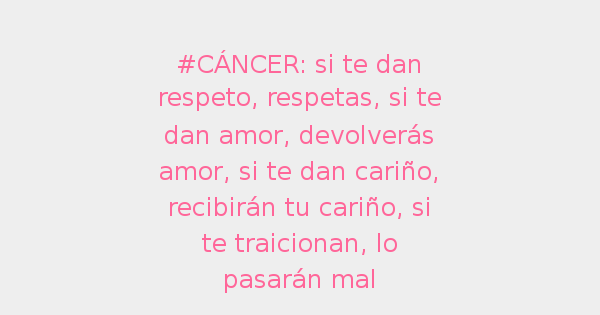 #CÁNCER: si te dan
respeto, respetas, si te
dan amor, devolverás
amor, si te dan cariño,
recibirán tu cariño, si
te traicionan, lo
pasarán mal